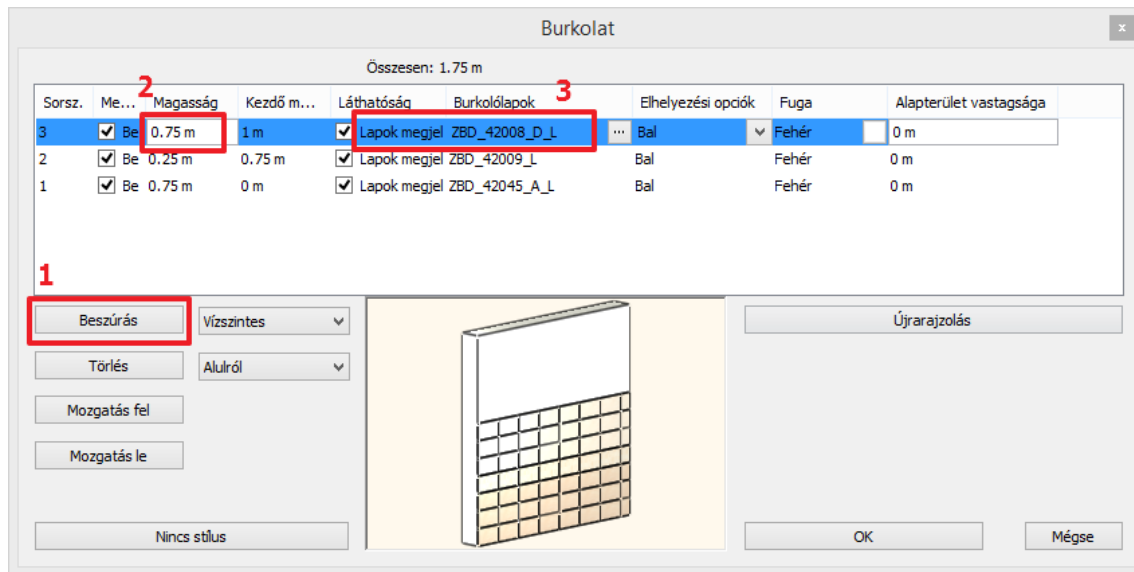 Burkolat
x
Összesen: 1.75 m
2
3
Sorsz. Me... Magasság Kezdő m... Láthatóság Burkolólapok Elhelyezési opciók Fuga Alapterület vastagsága
3 Be 0.75 m 1 m Lapok megjel ZBD_42008_D_L ... Bal Fehér 0 m
2 Be 0.25 m 0.75 m Lapok megjel ZBD_42009_L Bal Fehér 0 m
1 Be 0.75 m 0 m Lapok megjel ZBD_42045_A_L Bal Fehér 0 m
1
Beszúrás Vízszintes Újrarajzolás
Törlés Alulról
Mozgatás fel
Mozgatás le
Nincs stílus OK Mégse